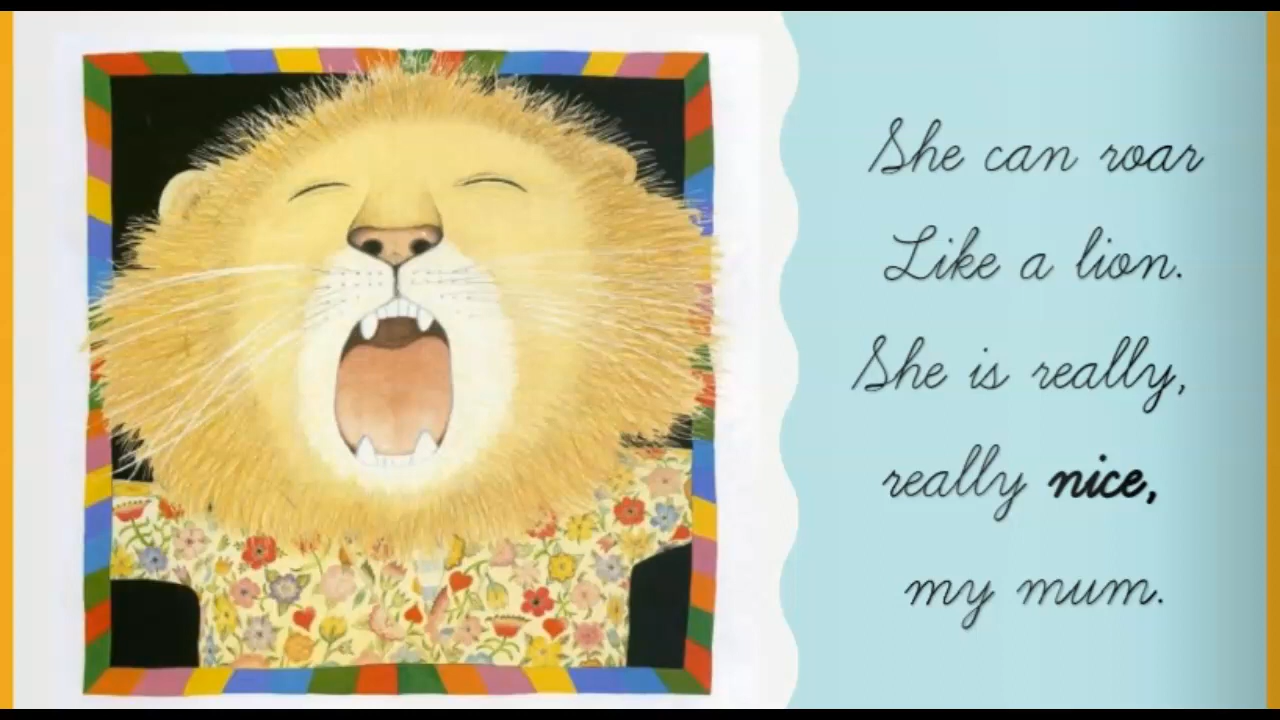 She can roar
Like a lion.
She is really,
really nice,
my mum.